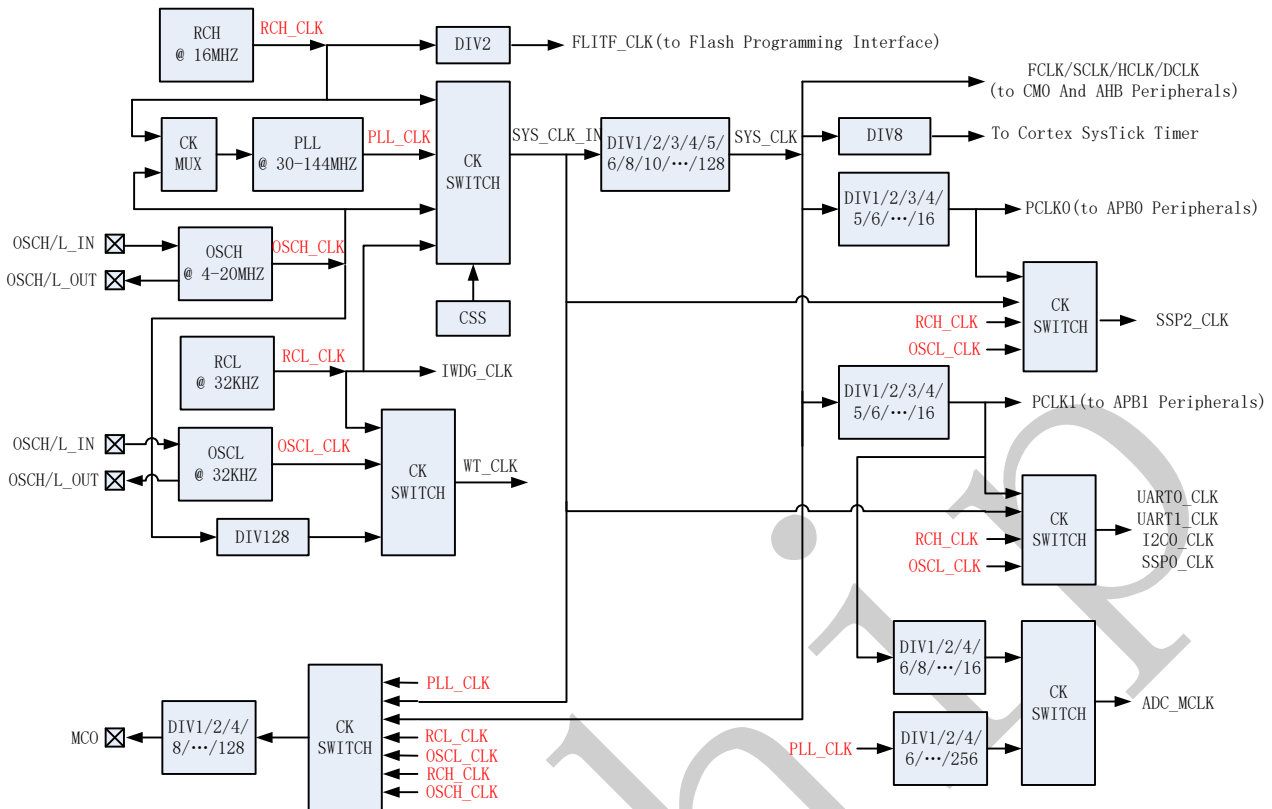 RCH
@ 16MHZ
RCH_CLK
DIV2
FLITF_CLK(to Flash Programming Interface)
FCLK/SCLK/HCLK/DCLK
(to CM0 And AHB Peripherals)
CK
MUX
PLL
@ 30-144MHZ
PLL_CLK
CK
SWITCH
SYS_CLK_IN
DIV1/2/3/4/5/
6/8/10/···/128
SYS_CLK
DIV8
To Cortex SysTick Timer
DIV1/2/3/4/
5/6/···/16
PCLK0(to APB0 Peripherals)
OSCH/L_IN
OSCH/L_OUT
OSCH
@ 4-20MHZ
OSCH_CLK
CSS
CK
SWITCH
RCH_CLK
OSCL_CLK
SSP2_CLK
RCL
@ 32KHZ
RCL_CLK
IWDG_CLK
DIV1/2/3/4/
5/6/···/16
PCLK1(to APB1 Peripherals)
OSCH/L_IN
OSCH/L_OUT
OSCL
@ 32KHZ
OSCL_CLK
CK
SWITCH
WT_CLK
DIV128
CK
SWITCH
RCH_CLK
OSCL_CLK
UART0_CLK
UART1_CLK
I2C0_CLK
SSP0_CLK
DIV1/2/4/
6/8/···/16
CK
SWITCH
ADC_MCLK
PLL_CLK
DIV1/2/4/
6/···/256
MCO
DIV1/2/4/
8/···/128
CK
SWITCH
PLL_CLK
RCL_CLK
OSCL_CLK
RCH_CLK
OSCH_CLK
hip